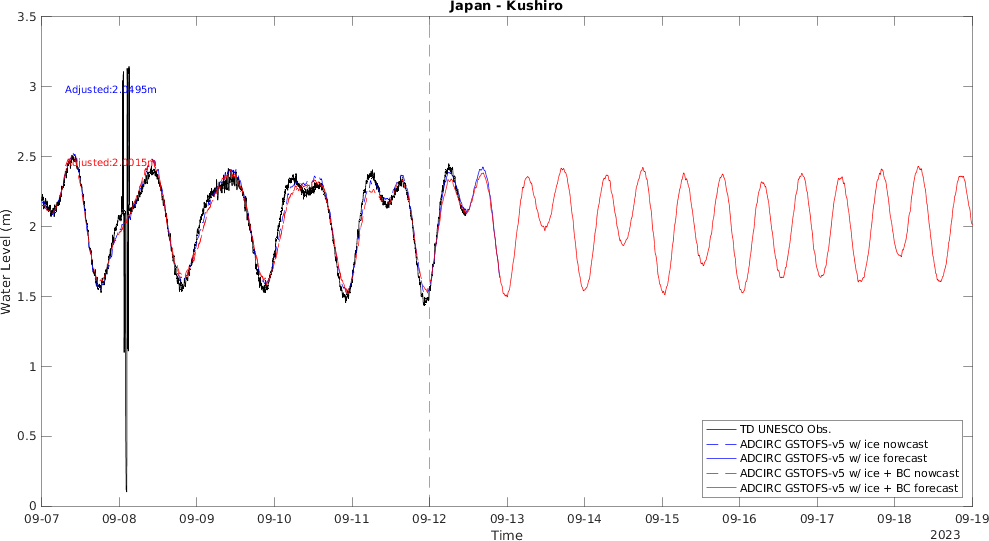 Japan - Kushiro
3.5
3
2.5
2
1.5
1
0.5
0
Water Level (m)
Adjusted:2.0495m
Adjusted:2.0015m
TD UNESCO Obs.
ADCIRC GSTOFS-v5 w/ ice nowcast
ADCIRC GSTOFS-v5 w/ ice forecast
ADCIRC GSTOFS-v5 w/ ice + BC nowcast
ADCIRC GSTOFS-v5 w/ ice + BC forecast
09-07 09-08 09-09 09-10 09-11 09-12 09-13 09-14 09-15 09-16 09-17 09-18 09-19
Time
2023